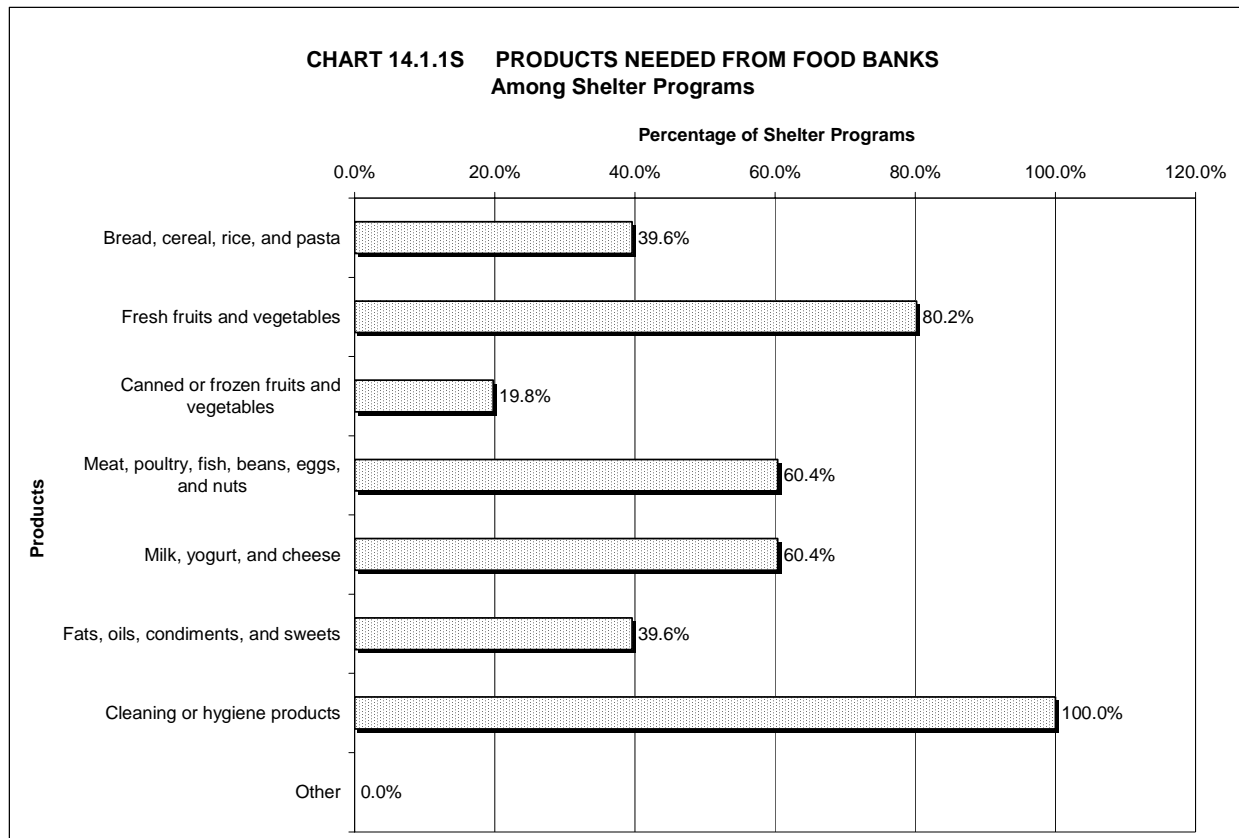 CHART 14.1.1S PRODUCTS NEEDED FROM FOOD BANKS
Among Shelter Programs
Percentage of Shelter Programs
0.0% 20.0% 40.0% 60.0% 80.0% 100.0% 120.0%
Products
Bread, cereal, rice, and pasta 39.6%
Fresh fruits and vegetables 80.2%
Canned or frozen fruits and
vegetables 19.8%
Meat, poultry, fish, beans, eggs,
and nuts 60.4%
Milk, yogurt, and cheese 60.4%
Fats, oils, condiments, and sweets 39.6%
Cleaning or hygiene products 100.0%
Other 0.0%